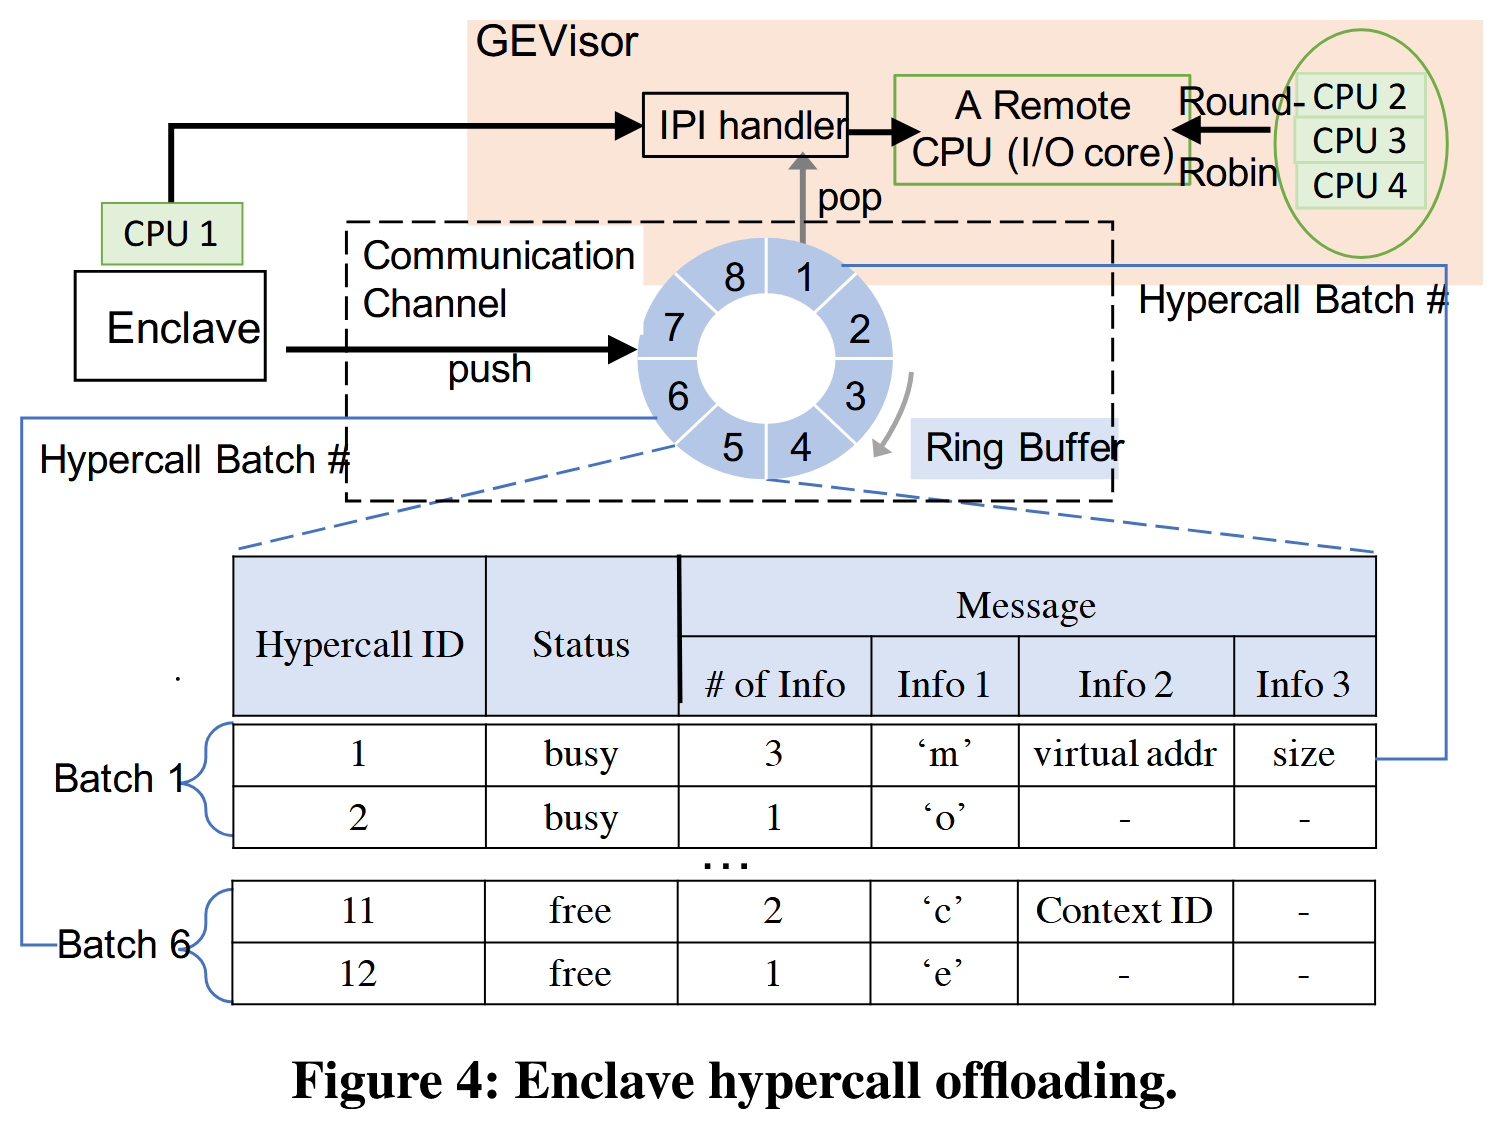 GEVisor
IPI handler
A Remote
CPU (I/O core)
Round-
Robin
CPU 2
CPU 3
CPU 4
pop
CPU 1
Enclave
Communication
Channel
push
8
1
7
2
6
3
5
4
Hypercall Batch #
Ring Buffer
Hypercall Batch #
Hypercall ID
Status
Message
# of Info
Info 1
Info 2
Info 3
Batch 1
1 busy 3 ‘m’ virtual addr size
2 busy 1 ‘o’ - -
...
Batch 6
11 free 2 ‘c’ Context ID -
12 free 1 ‘e’ - -
Figure 4: Enclave hypercall offloading.